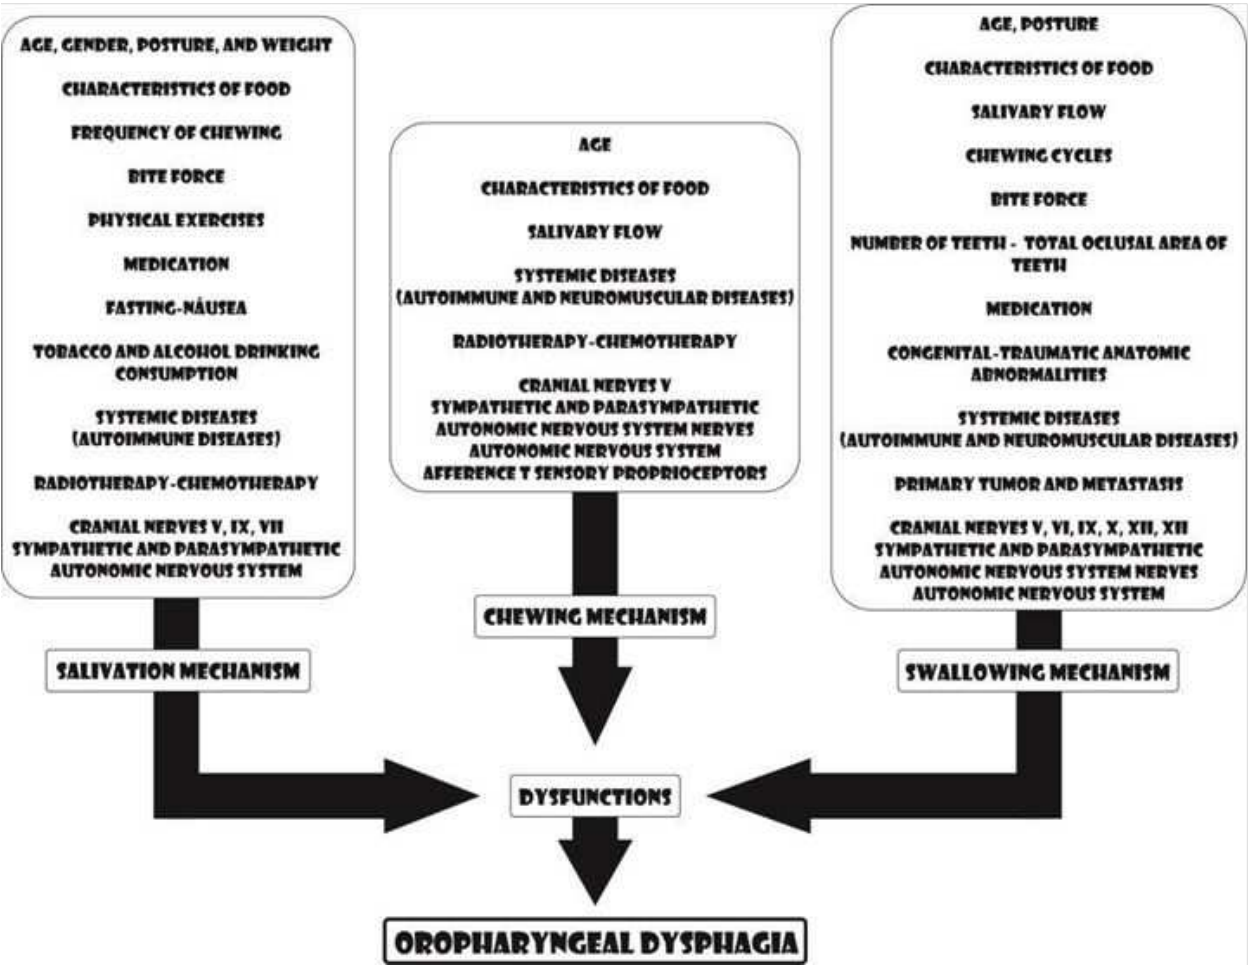 AGE, GENDER, POSTURE, AND WEIGHT
CHARACTERISTICS OF FOOD
FREQUENCY OF CHEWING
BITE FORCE
PHYSICAL EXERCISES
MEDICATION
FASTING-NÁUSEA
TOBACCO AND ALCOHOL DRINKING
CONSUMPTION
SYSTEMIC DISEASES
(AUTOIMMUNE DISEASES)
RADIOTHERAPY-CHEMOTHERAPY
CRANIAL NERVES V, IX, VII
SYMPATHETIC AND PARASYMPATHETIC
AUTONOMIC NERVOUS SYSTEM
SALIVATION MECHANISM
AGE
CHARACTERISTICS OF FOOD
SALIVARY FLOW
SYSTEMIC DISEASES
(AUTOIMMUNE AND NEUROMUSCULAR DISEASES)
RADIOTHERAPY-CHEMOTHERAPY
CRANIAL NERVES V
SYMPATHETIC AND PARASYMPATHETIC
AUTONOMIC NERVOUS SYSTEM NERVES
AUTONOMIC NERVOUS SYSTEM
AFFERENCE T SENSORY PROPRIOCEPTORS
CHEWING MECHANISM
AGE, POSTURE
CHARACTERISTICS OF FOOD
SALIVARY FLOW
CHEWING CYCLES
BITE FORCE
NUMBER OF TEETH - TOTAL OCLUSAL AREA OF
TEETH
MEDICATION
CONGENITAL-TRAUMATIC ANATOMIC
ABNORMALITIES
SYSTEMIC DISEASES
(AUTOIMMUNE AND NEUROMUSCULAR DISEASES)
PRIMARY TUMOR AND METASTASIS
CRANIAL NERVES V, VI, IX, X, XII, XII
SYMPATHETIC AND PARASYMPATHETIC
AUTONOMIC NERVOUS SYSTEM NERVES
AUTONOMIC NERVOUS SYSTEM
SWALLOWING MECHANISM
DYSFUNCTIONS
OROPHARYNGEAL DYSPHAGIA